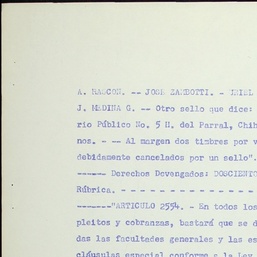 A. RASCON. -- JOSE ZAMBOTTI. - URIEL
J. MEDINA G. -- Otro sello que dice:
rio Público No. 5 H. del Parral, Chih
nos. - -- Al margen dos timbres por v
debidamente cancelados por un sello".
----- Derechos Devengados: DOSCIENTO
Rúbrica. - - - - - - - - - - - - - -
------"ARTICULO 2554. - En todos los
pleitos y cobranzas, bastará que se d
das las facultades generales y las es
cláusulas especial conforme a la Ley